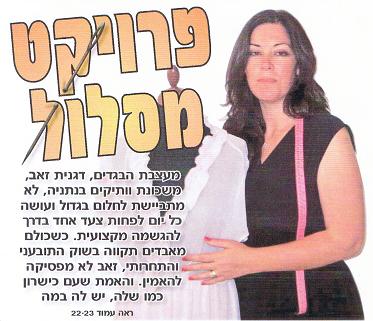 פרויקט
מסלול
מעצבת הבגדים, דגנית זאב,
משכונת וותיקים בנתניה, לא
מתביישת לחלום בגדול ועושה
כל יום לפחות צעד אחד בדרך
להגשמה מקצועית. כשכולם
מאבדים תקווה בשוק התובעני
והתחרותי, זאב לא מפסיקה
להאמין. והאמת שעם כישרון
כמו שלה, יש לה במה
ראה עמוד 22-23